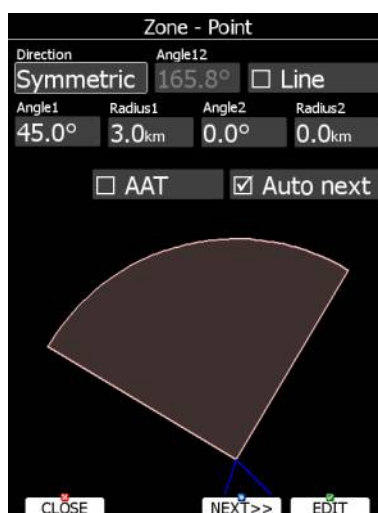 Zone - Point
Direction Angle12
Symmetric 165.8° Line
Angle1 Radius1 Angle2 Radius2
45.0° 3.0km 0.0° 0.0km
AAT Auto next
CLOSE NEXT>> EDIT